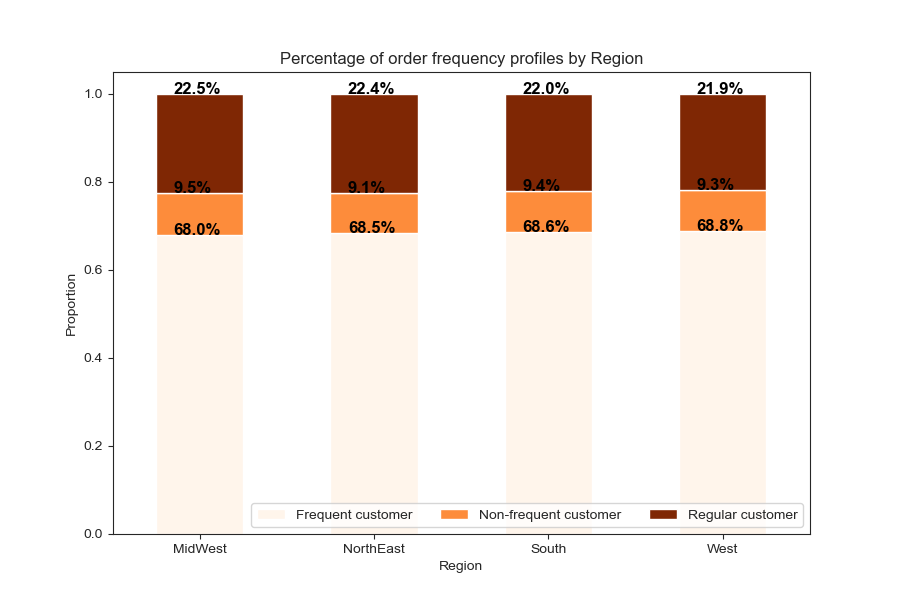 Percentage of order frequency profiles by Region
Proportion
1.0
0.8
0.6
0.4
0.2
0.0
22.5% 22.4% 22.0% 21.9%
9.5% 9.1% 9.4% 9.3%
68.0% 68.5% 68.6% 68.8%
Frequent customer Non-frequent customer Regular customer
MidWest NorthEast South West
Region